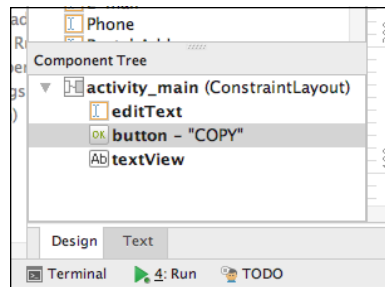 Phone
Component Tree
activity_main (ConstraintLayout)
editText
OK button – "COPY"
Ab textView
Design Text
Terminal 4: Run TODO